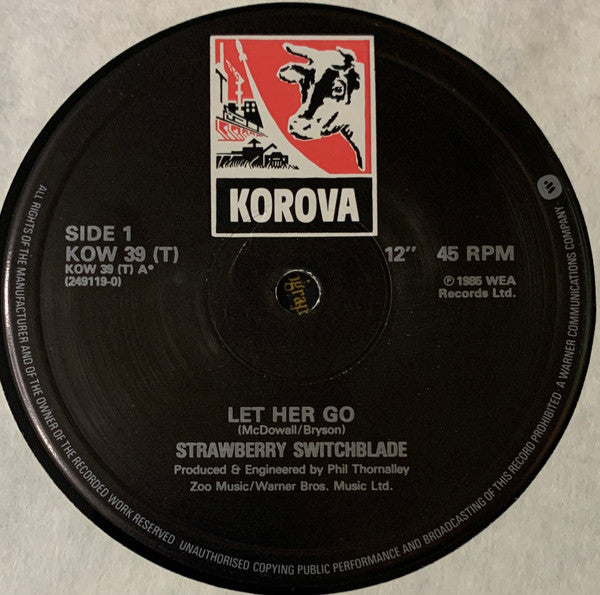 KOROVA
SIDE 1
KOW 39 (T)
KOW 39 (T) A*
(249119-0)
12" 45 RPM
℗ 1985 WEA
Records Ltd.
LET HER GO
(McDowall/Bryson)
STRAWBERRY SWITCHBLADE
Produced & Engineered by Phil Thornalley
Zoo Music/Warner Bros. Music Ltd.
ALL RIGHTS OF THE MANUFACTURER AND OF THE OWNER OF THE RECORDED WORK RESERVED UNAUTHORISED COPYING PUBLIC PERFORMANCE AND BROADCASTING OF THIS RECORD PROHIBITED A WARNER COMMUNICATIONS COMPANY